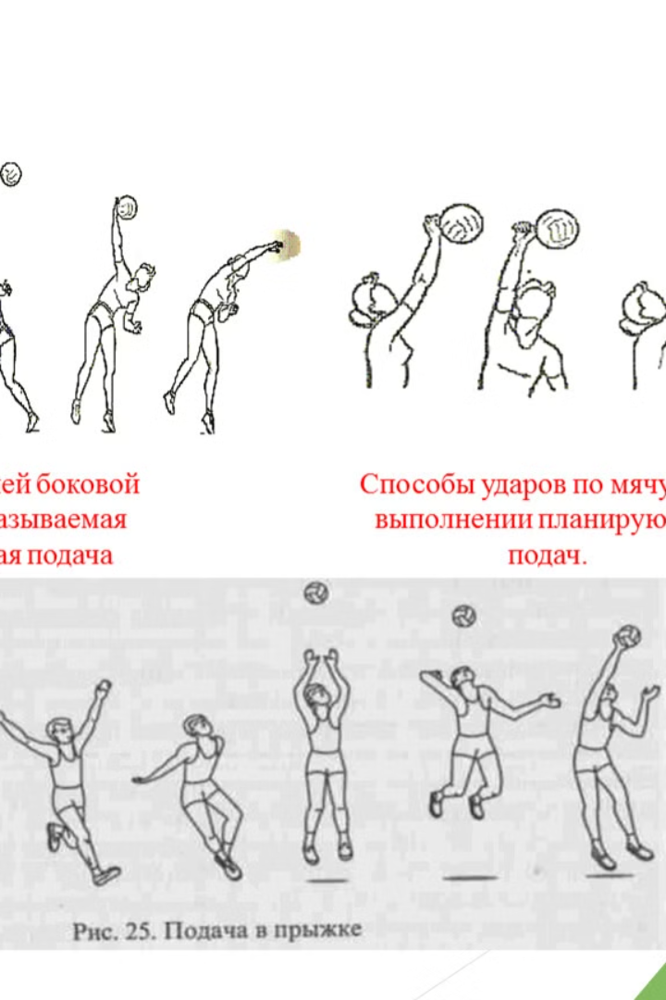 ей боковой
азываемая
ая подача
Способы ударов по мячу
выполнении планирую
подач.
Рис. 25. Подача в прыжке